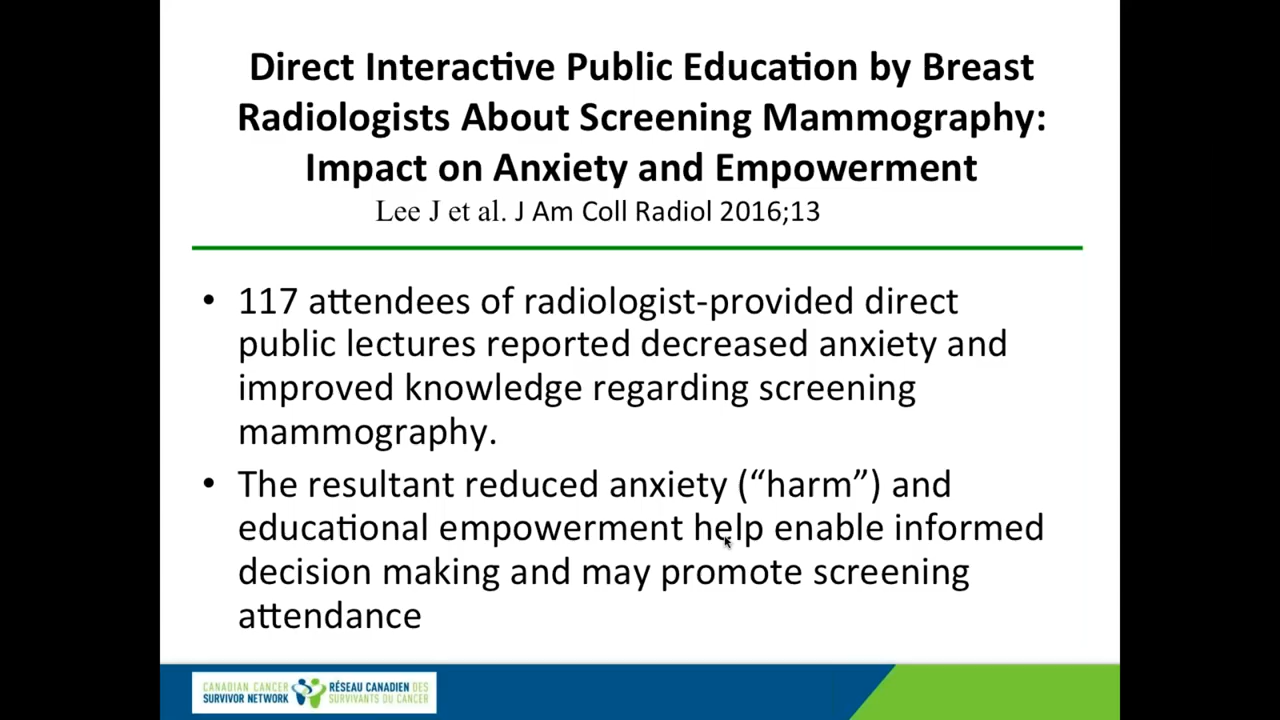 Direct Interactive Public Education by Breast
Radiologists About Screening Mammography:
Impact on Anxiety and Empowerment
Lee J et al. J Am Coll Radiol 2016;13
• 117 attendees of radiologist-provided direct
public lectures reported decreased anxiety and
improved knowledge regarding screening
mammography.
• The resultant reduced anxiety (“harm”) and
educational empowerment help enable informed
decision making and may promote screening
attendance
CANADIAN CANCER
SURVIVOR NETWORK
RÉSEAU CANADIEN DES
SURVIVANTS DU CANCER